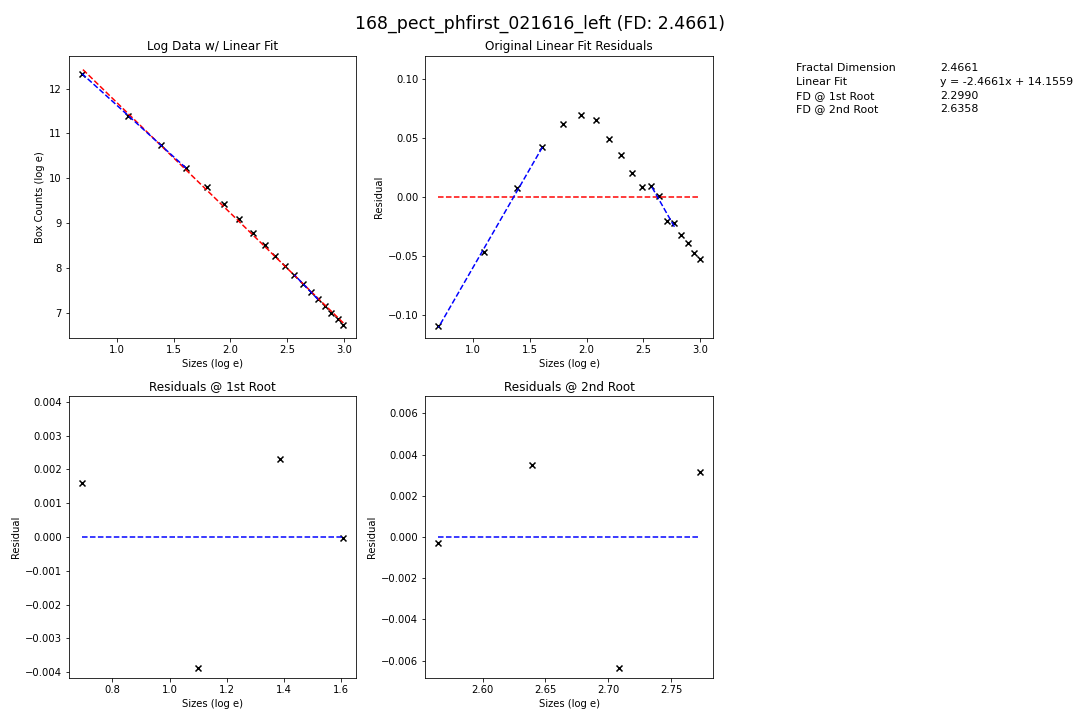 168_pect_phfirst_021616_left (FD: 2.4661)
Log Data w/ Linear Fit
12
11
10
9
8
7
Box Counts (log e)
1.0 1.5 2.0 2.5 3.0
Sizes (log e)
Original Linear Fit Residuals
0.10
0.05
0.00
−0.05
−0.10
Residual
1.0 1.5 2.0 2.5 3.0
Sizes (log e)
Fractal Dimension 2.4661
Linear Fit y = -2.4661x + 14.1559
FD @ 1st Root 2.2990
FD @ 2nd Root 2.6358
Residuals @ 1st Root
0.004
0.003
0.002
0.001
0.000
−0.001
−0.002
−0.003
−0.004
Residual
0.8 1.0 1.2 1.4 1.6
Sizes (log e)
Residuals @ 2nd Root
0.006
0.004
0.002
0.000
−0.002
−0.004
−0.006
Residual
2.60 2.65 2.70 2.75
Sizes (log e)